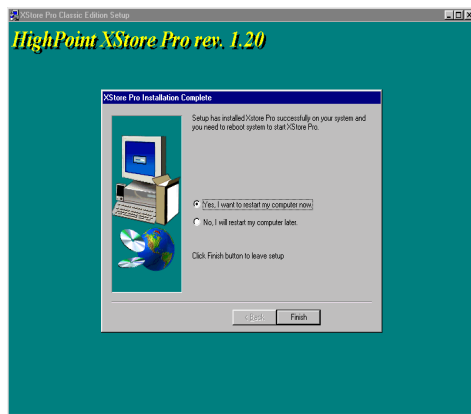 XStore Pro Classic Edition Setup
HighPoint XStore Pro rev. 1.20
XStore Pro Installation Complete
Setup has installed Xstore Pro successfully on your system and
you need to reboot system to start XStore Pro.
Yes, I want to restart my computer now.
No, I will restart my computer later.
Click Finish button to leave setup
< Back
Finish